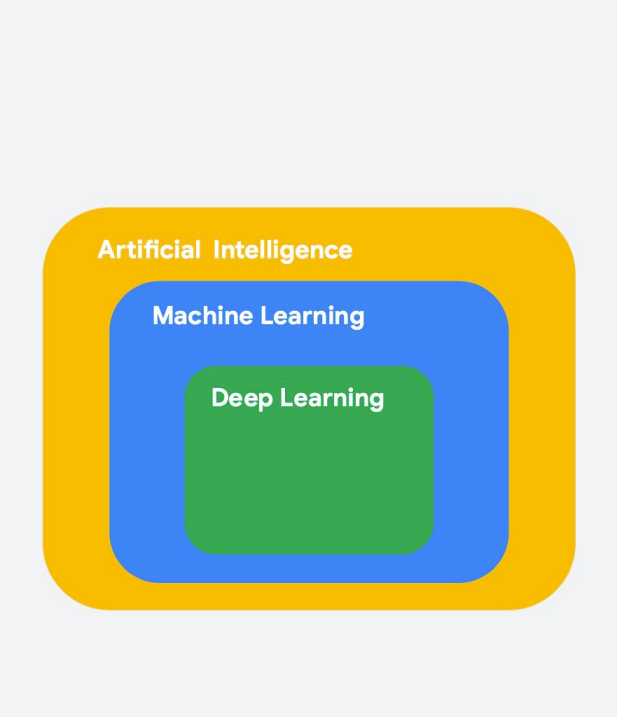 Artificial Intelligence
Machine Learning
Deep Learning